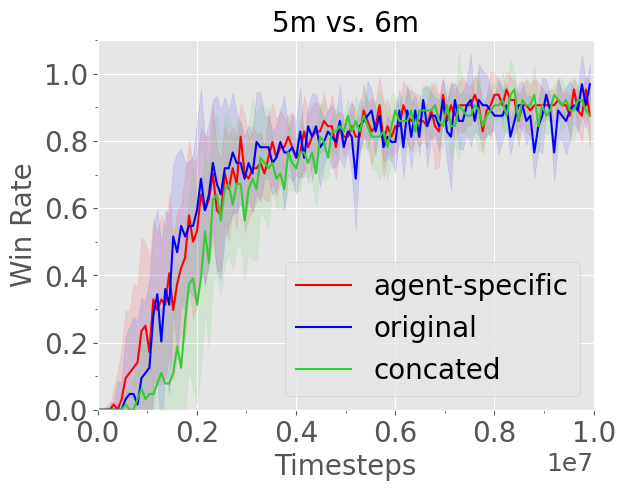 5m vs. 6m
Win Rate
1.0
0.8
0.6
0.4
0.2
0.0
agent-specific
original
concated
0.0
0.2
0.4
0.6
0.8
1.0
Timesteps
1e7